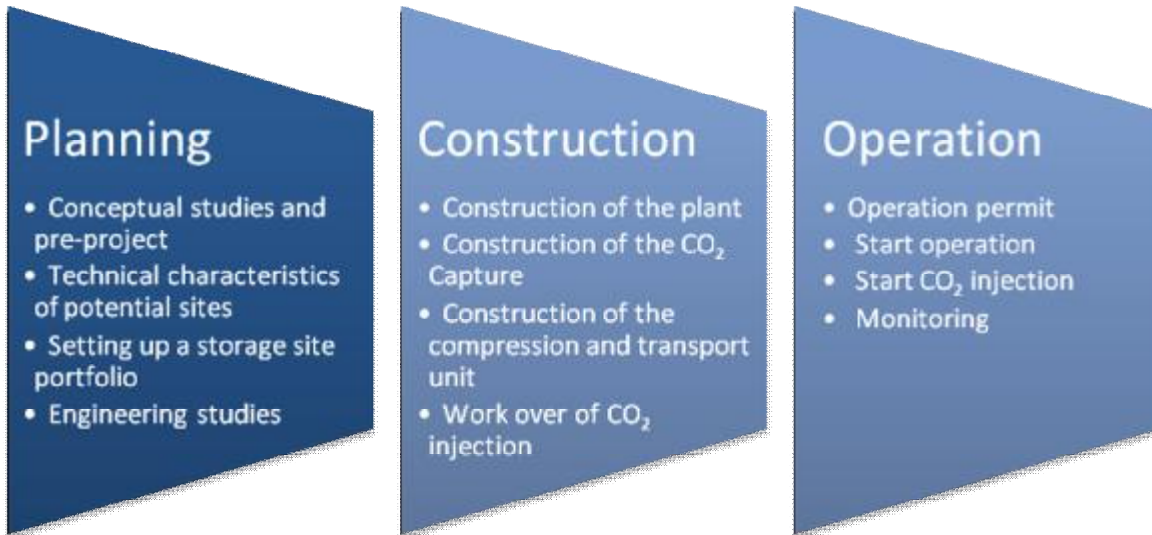 Planning
• Conceptual studies and
pre-project
• Technical characteristics
of potential sites
• Setting up a storage site
portfolio
• Engineering studies
Construction
• Construction of the plant
• Construction of the CO₂
Capture
• Construction of the
compression and transport
unit
• Work over of CO₂
injection
Operation
• Operation permit
• Start operation
• Start CO₂ injection
• Monitoring